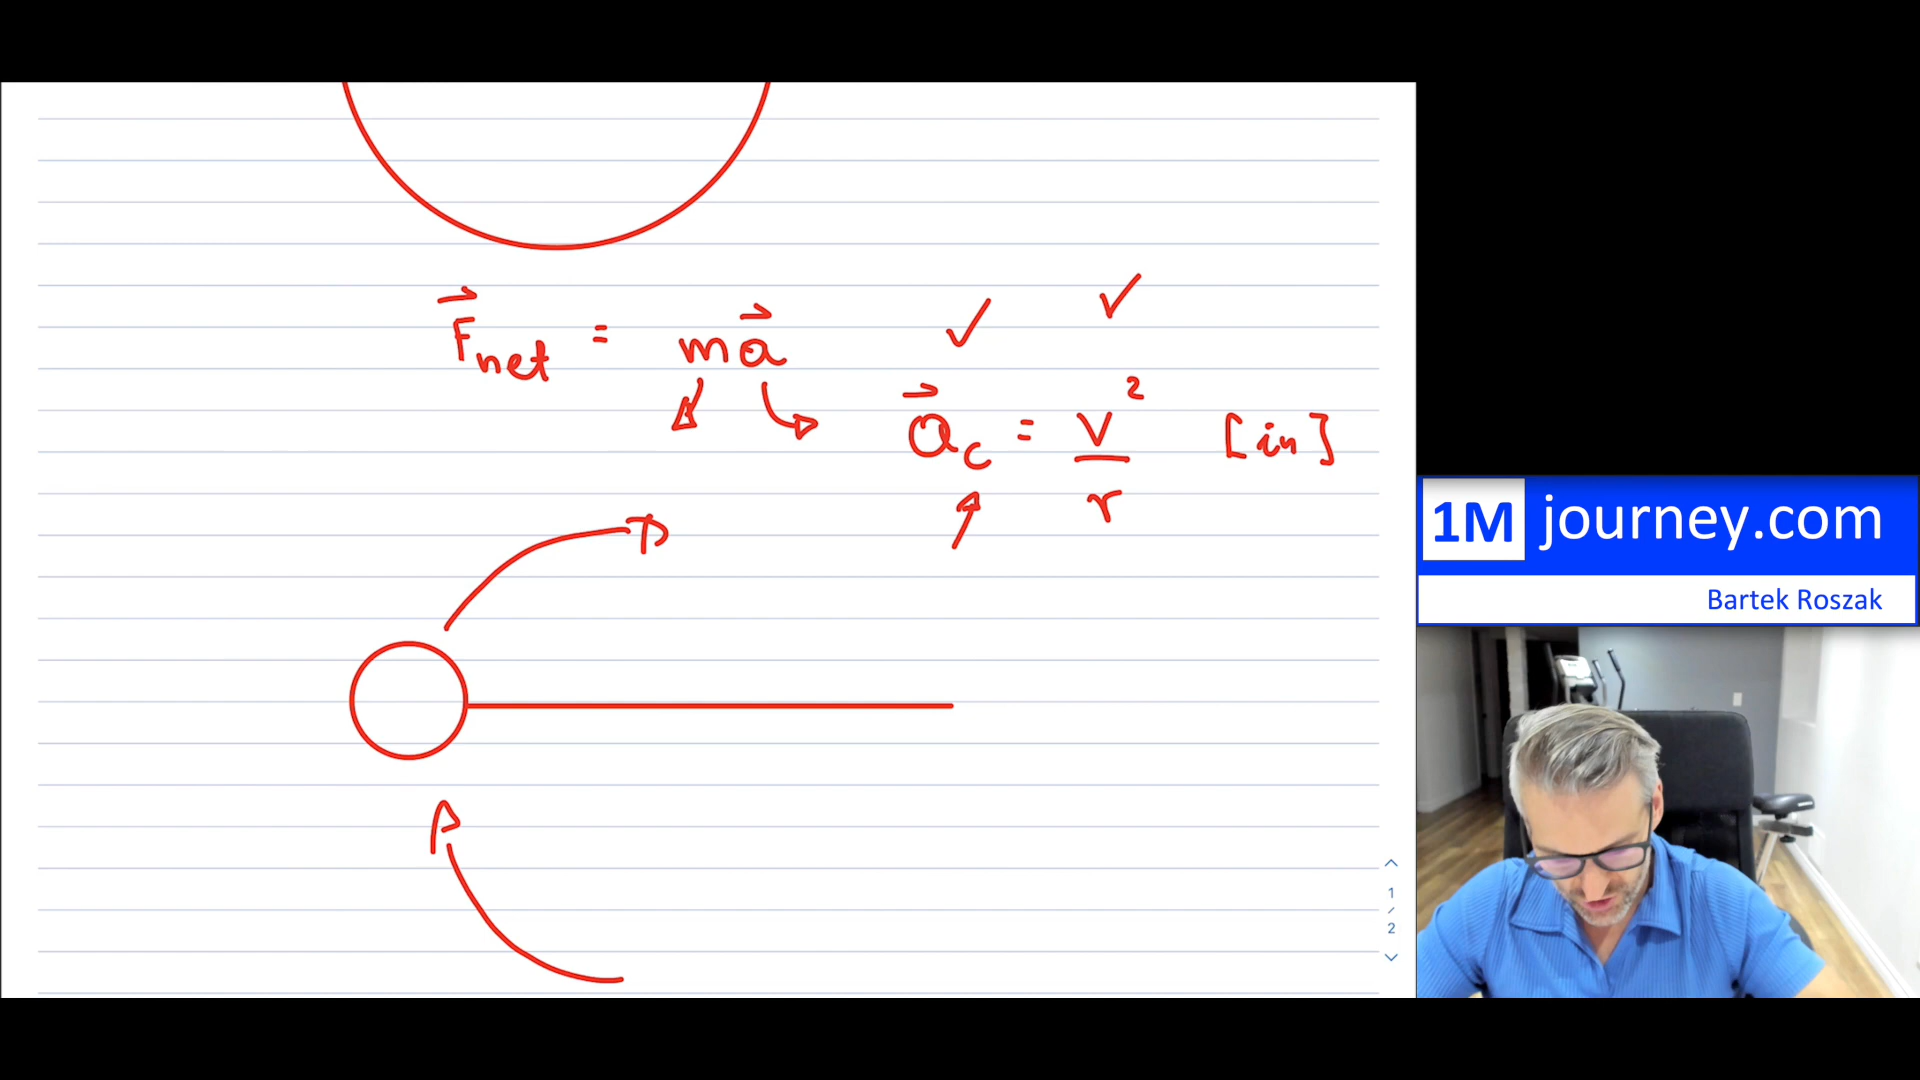 F⃗net = ma⃗
a⃗c = v²/r [in]
1M journey.com
Bartek Roszak
1
/
2